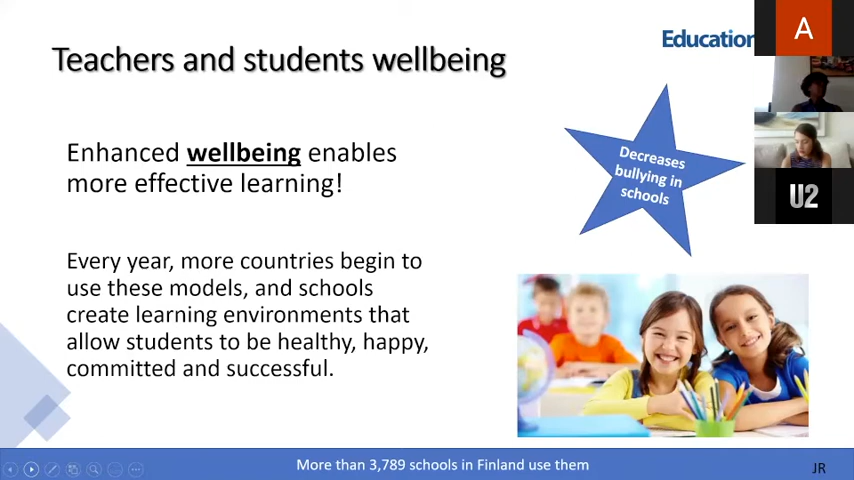 Teachers and students wellbeing
Education
A
Enhanced wellbeing enables
more effective learning!
Decreases
bullying in
schools
U2
Every year, more countries begin to
use these models, and schools
create learning environments that
allow students to be healthy, happy,
committed and successful.
More than 3,789 schools in Finland use them
JR